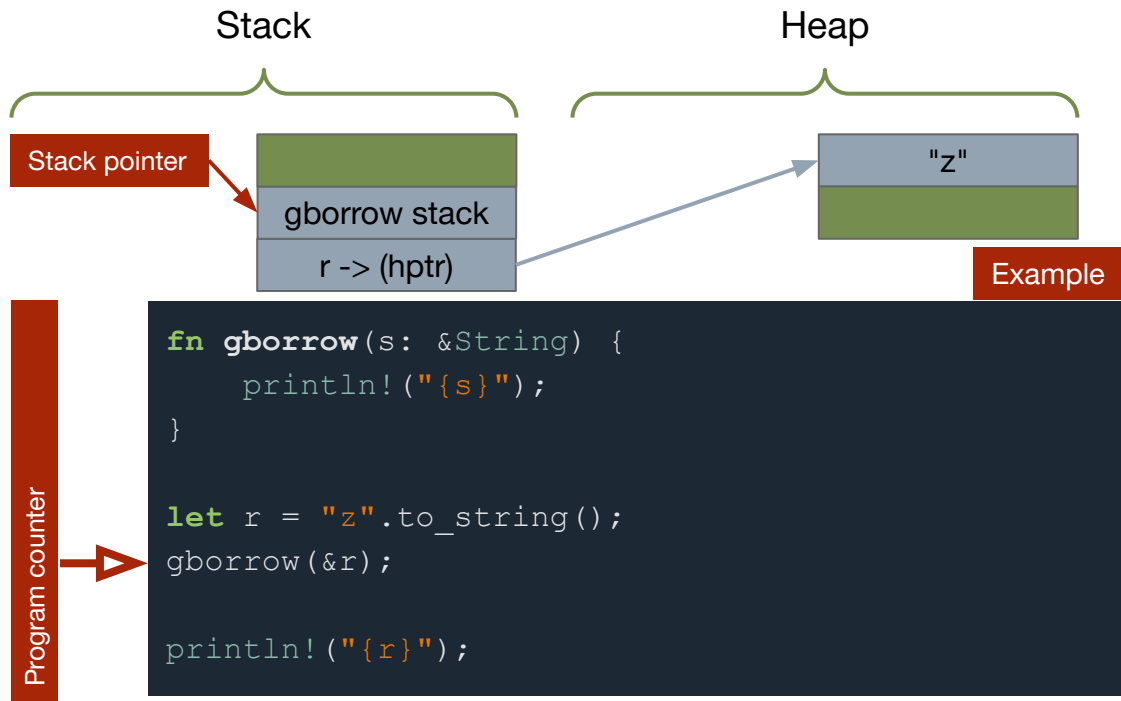 Stack
Heap
Stack pointer
"z"
gborrow stack
r -> (hptr)
Example
Program counter
fn gborrow(s: &String) {
    println!("{s}");
}
let r = "z".to_string();
gborrow(&r);
println!("{r}");